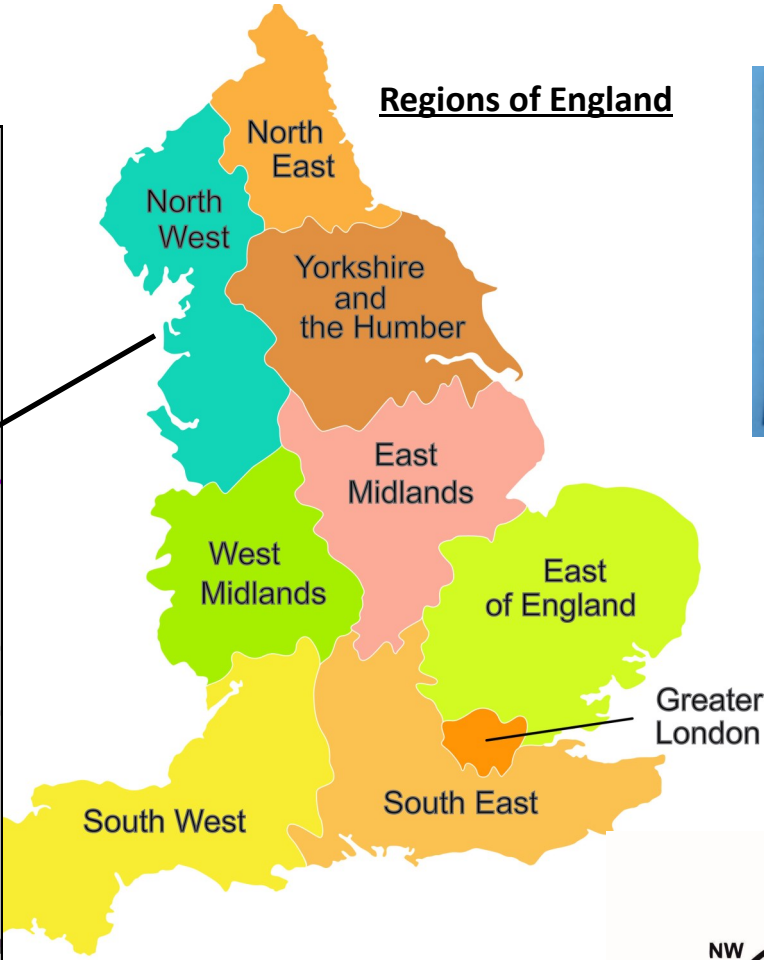 Regions of England
North
East
North
West
Yorkshire
and
the Humber
East
Midlands
West
Midlands
East
of England
Greater
London
South East
South West
NW